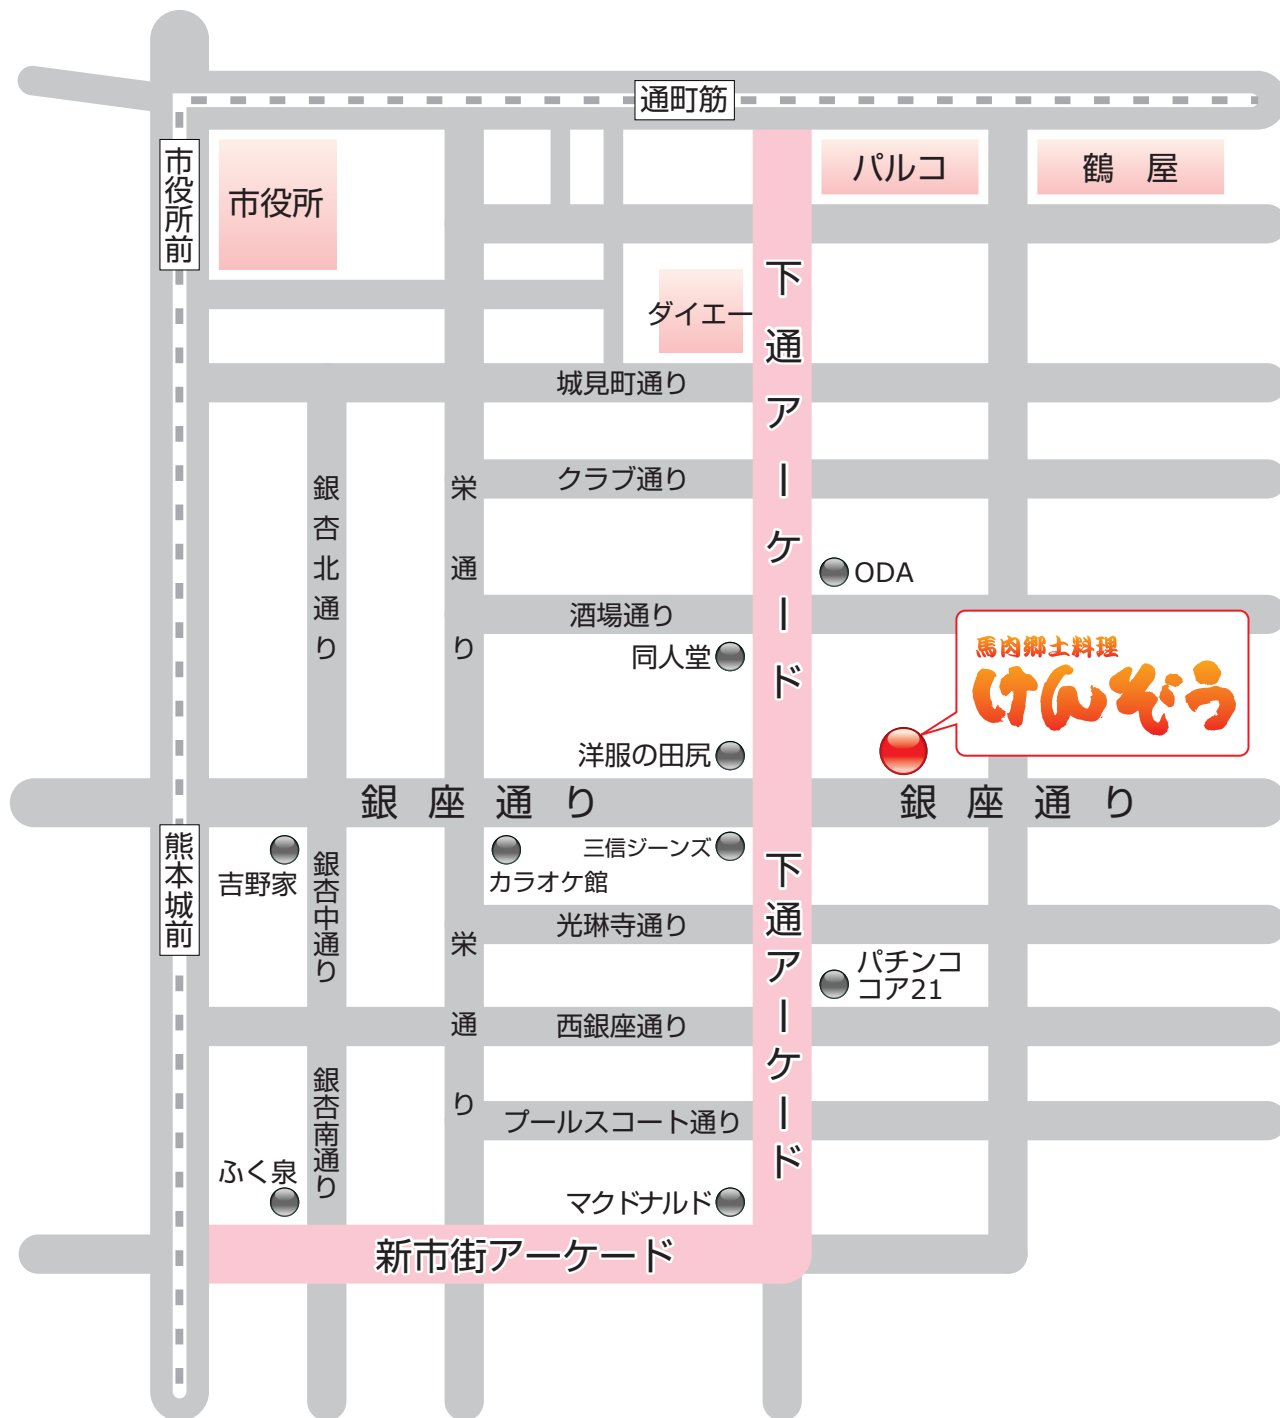 通町筋
市役所前
市役所
パルコ
鶴 屋
ダイエー
下通アーケード
城見町通り
クラブ通り
銀杏北通り
栄通り
ODA
酒場通り
同人堂
馬肉郷土料理
けんぞう
洋服の田尻
銀座通り
銀座通り
熊本城前
吉野家
銀杏中通り
カラオケ館
三信ジーンズ
下通アーケード
光琳寺通り
栄通り
パチンコ
コア21
西銀座通り
銀杏南通り
プールスコート通り
ふく泉
マクドナルド
新市街アーケード